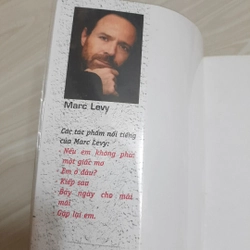 Marc Levy
Các tác phẩm nổi tiếng
của Marc Levy:
- Nếu em không phải
một giấc mơ
- Em ở đâu?
- Kiếp sau
- Bảy ngày cho mãi
mãi
- Gặp lại em.